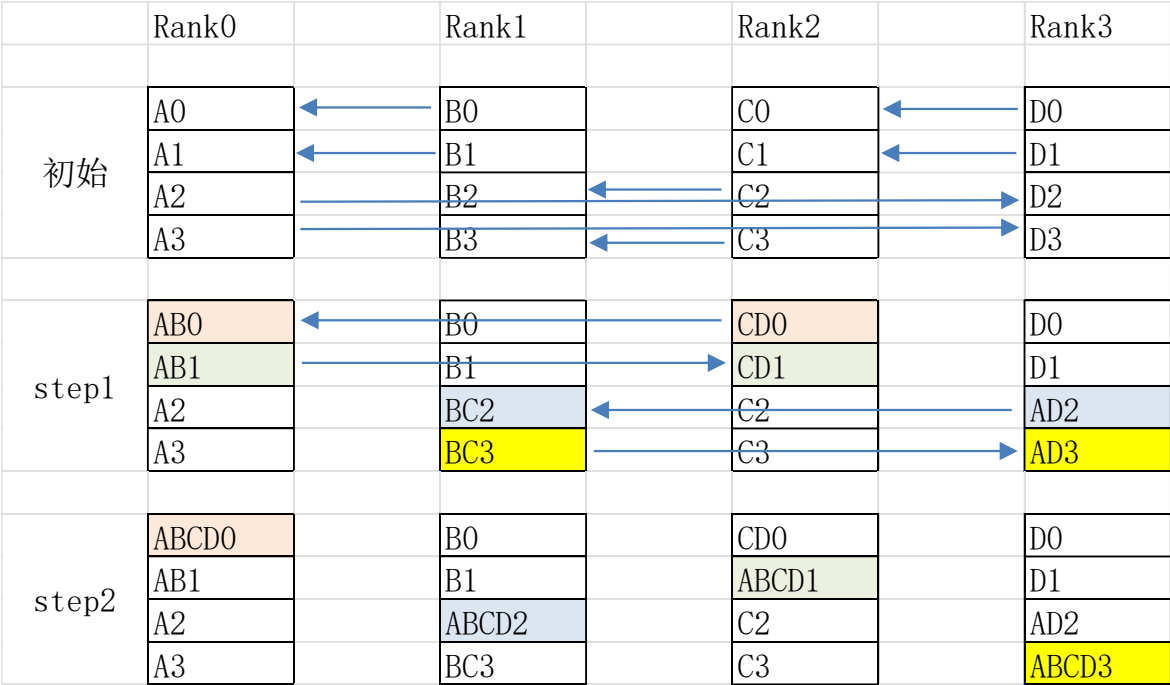 Rank0 Rank1 Rank2 Rank3
A0 B0 C0 D0
A1 B1 C1 D1
初始
A2 B2 C2 D2
A3 B3 C3 D3
AB0 B0 CD0 D0
AB1 B1 CD1 D1
step1
A2 BC2 C2 AD2
A3 BC3 C3 AD3
ABCD0 B0 CD0 D0
AB1 B1 ABCD1 D1
step2
A2 ABCD2 C2 AD2
A3 BC3 C3 ABCD3